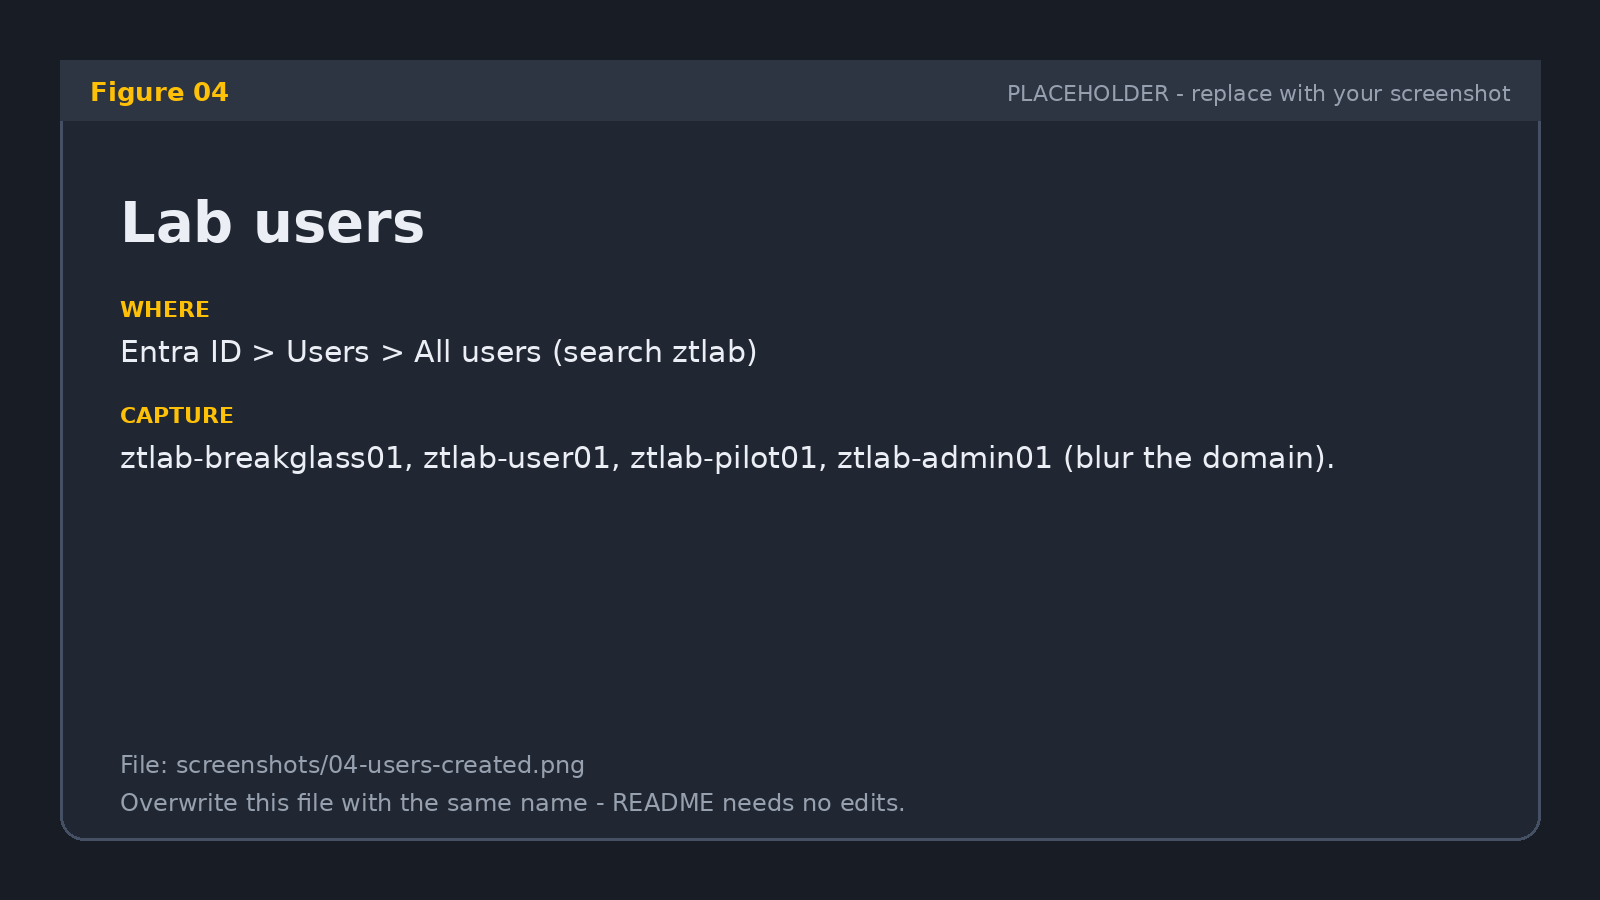 Figure 04
PLACEHOLDER - replace with your screenshot
Lab users
WHERE
Entra ID > Users > All users (search ztlab)
CAPTURE
ztlab-breakglass01, ztlab-user01, ztlab-pilot01, ztlab-admin01 (blur the domain).
File: screenshots/04-users-created.png
Overwrite this file with the same name - README needs no edits.